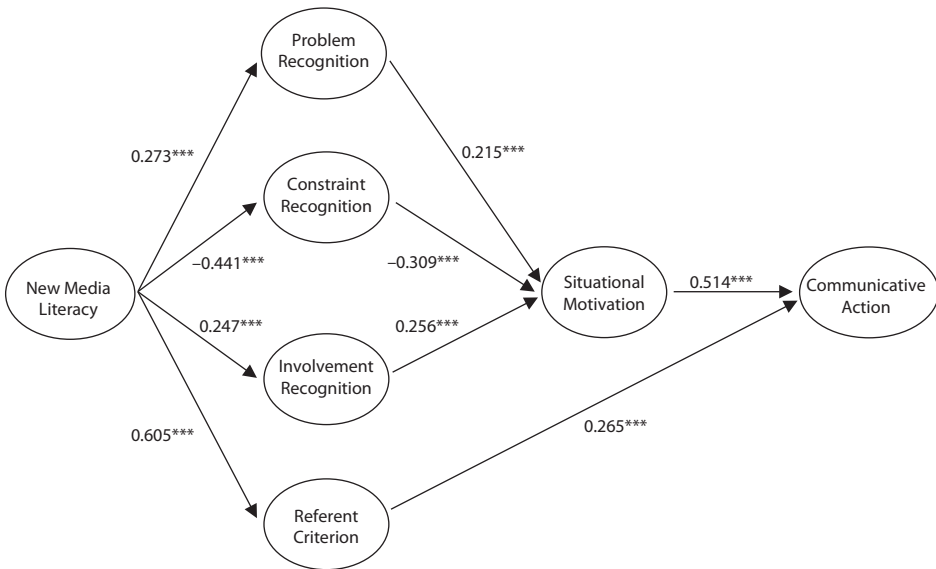 Problem
Recognition
0.273***
0.215***
Constraint
Recognition
–0.441***
–0.309***
New Media
Literacy
Situational
Motivation
0.514***
Communicative
Action
0.247***
0.256***
Involvement
Recognition
0.605***
0.265***
Referent
Criterion